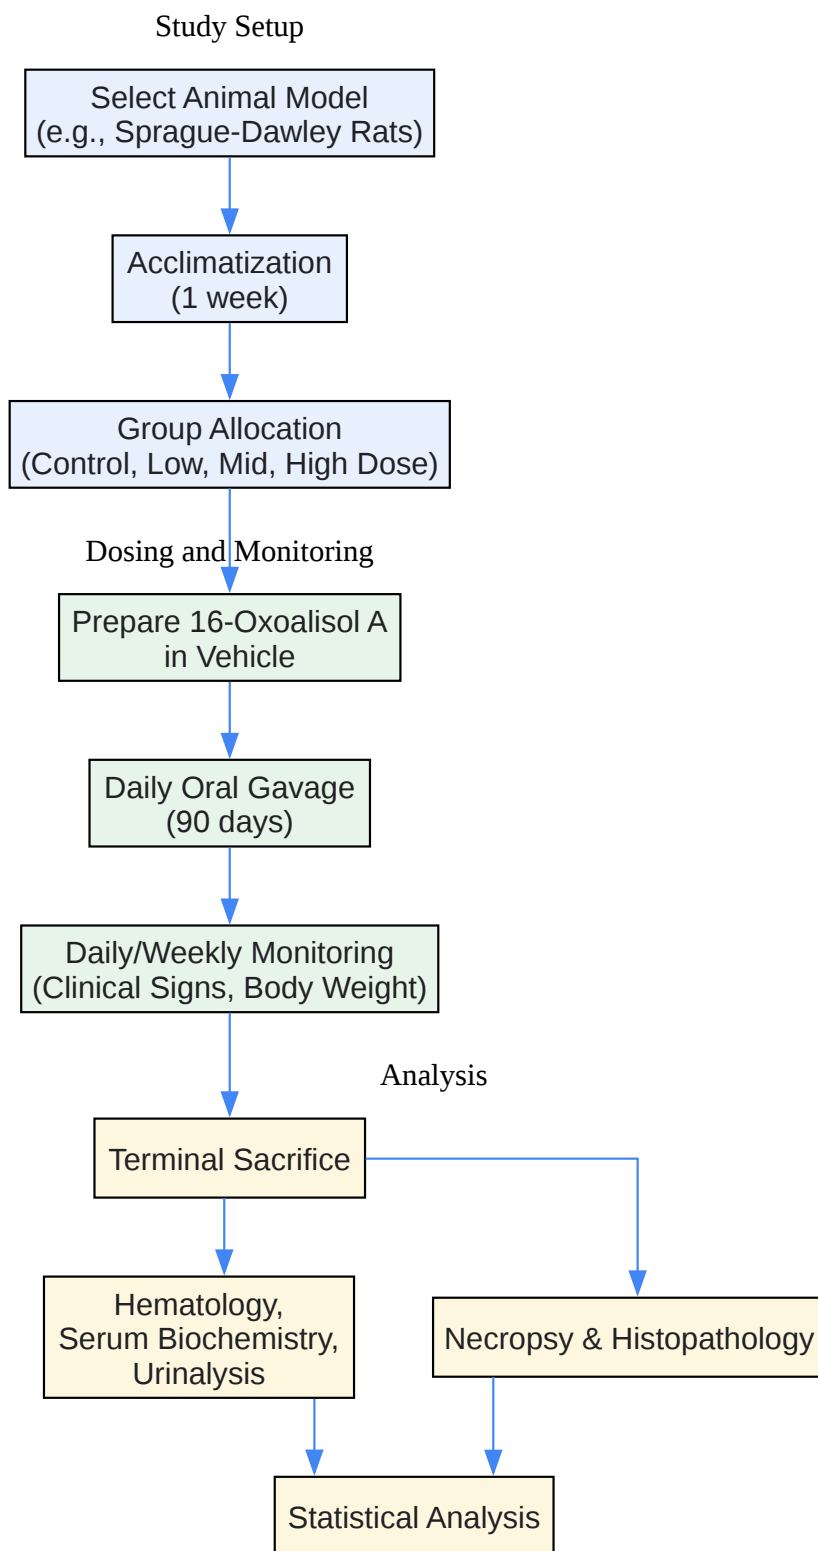 Study Setup
Select Animal Model
(e.g., Sprague-Dawley Rats)
Acclimatization
(1 week)
Group Allocation
(Control, Low, Mid, High Dose)
Dosing and Monitoring
Prepare 16-Oxoalisol A
in Vehicle
Daily Oral Gavage
(90 days)
Daily/Weekly Monitoring
(Clinical Signs, Body Weight)
Analysis
Terminal Sacrifice
Hematology,
Serum Biochemistry,
Urinalysis
Necropsy & Histopathology
Statistical Analysis